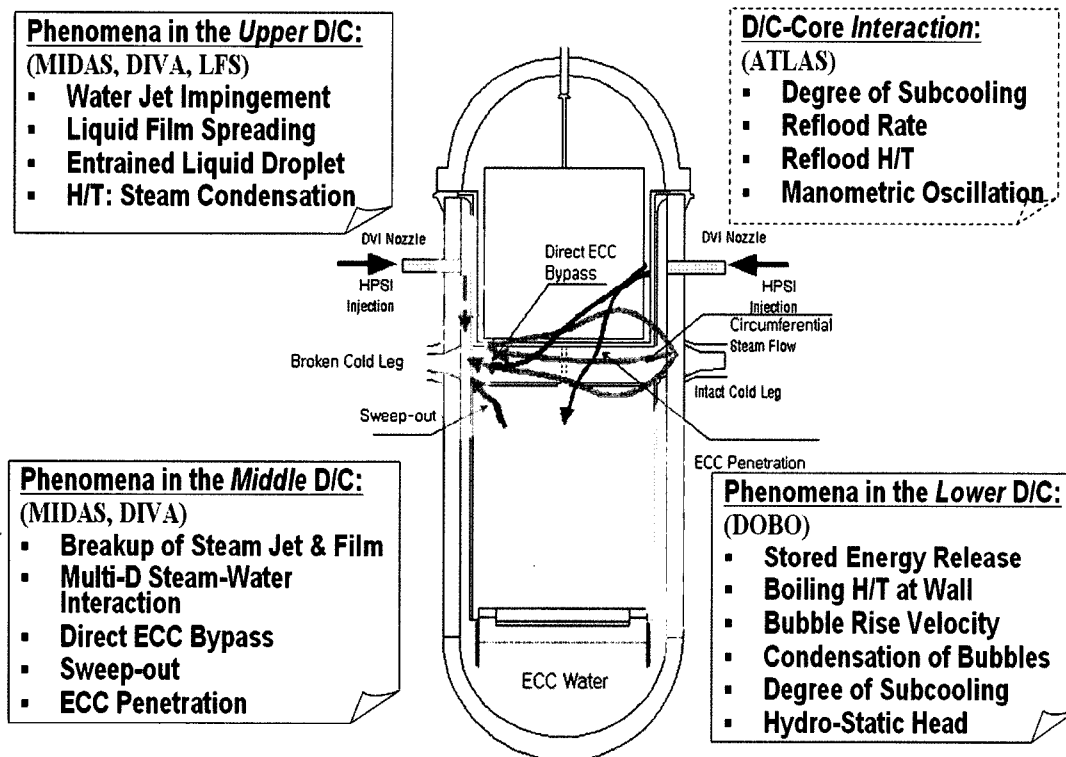 Phenomena in the Upper D/C:
(MIDAS, DIVA, LFS)
▪ Water Jet Impingement
▪ Liquid Film Spreading
▪ Entrained Liquid Droplet
▪ H/T: Steam Condensation
D/C-Core Interaction:
(ATLAS)
▪ Degree of Subcooling
▪ Reflood Rate
▪ Reflood H/T
▪ Manometric Oscillation
DVI Nozzle
HPSI
Injection
Direct ECC
Bypass
DVI Nozzle
HPSI
Injection
Circumferential
Steam Flow
Broken Cold Leg
Intact Cold Leg
Sweep-out
ECC Penetration
Phenomena in the Middle D/C:
(MIDAS, DIVA)
▪ Breakup of Steam Jet & Film
▪ Multi-D Steam-Water
Interaction
▪ Direct ECC Bypass
▪ Sweep-out
▪ ECC Penetration
ECC Water
Phenomena in the Lower D/C:
(DOBO)
▪ Stored Energy Release
▪ Boiling H/T at Wall
▪ Bubble Rise Velocity
▪ Condensation of Bubbles
▪ Degree of Subcooling
▪ Hydro-Static Head